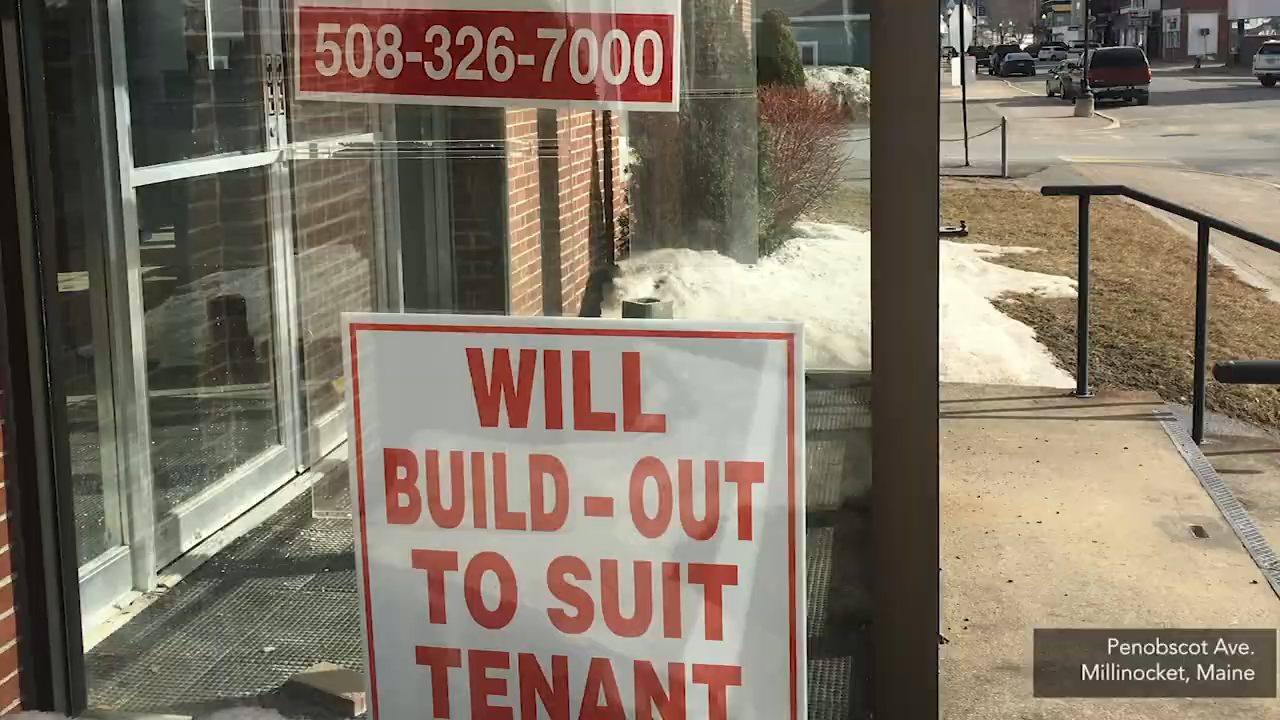 508-326-7000
WILL
BUILD-OUT
TO SUIT
TENANT
Penobscot Ave.
Millinocket, Maine